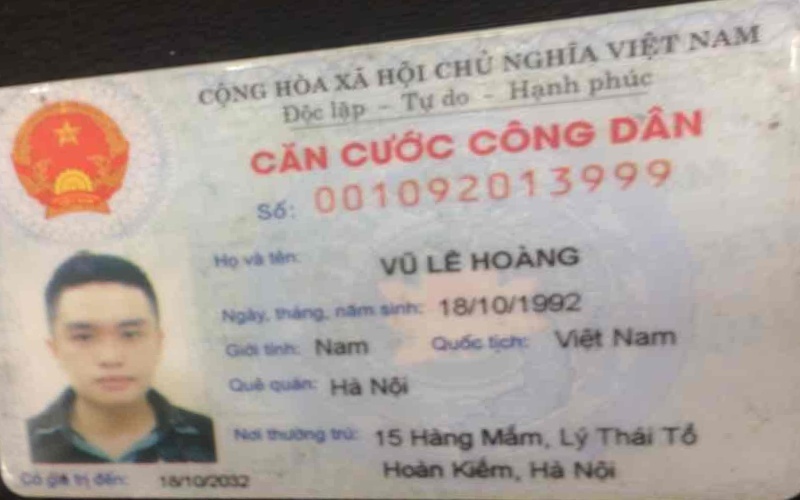 CỘNG HÒA XÃ HỘI CHỦ NGHĨA VIỆT NAM
Độc lập - Tự do - Hạnh phúc
CĂN CƯỚC CÔNG DÂN
Số: 001092013999
Họ và tên: VŨ LÊ HOÀNG
Ngày, tháng, năm sinh: 18/10/1992
Giới tính: Nam Quốc tịch: Việt Nam
Quê quán: Hà Nội
Nơi thường trú: 15 Hàng Mắm, Lý Thái Tổ
Hoàn Kiếm, Hà Nội
Có giá trị đến: 18/10/2032